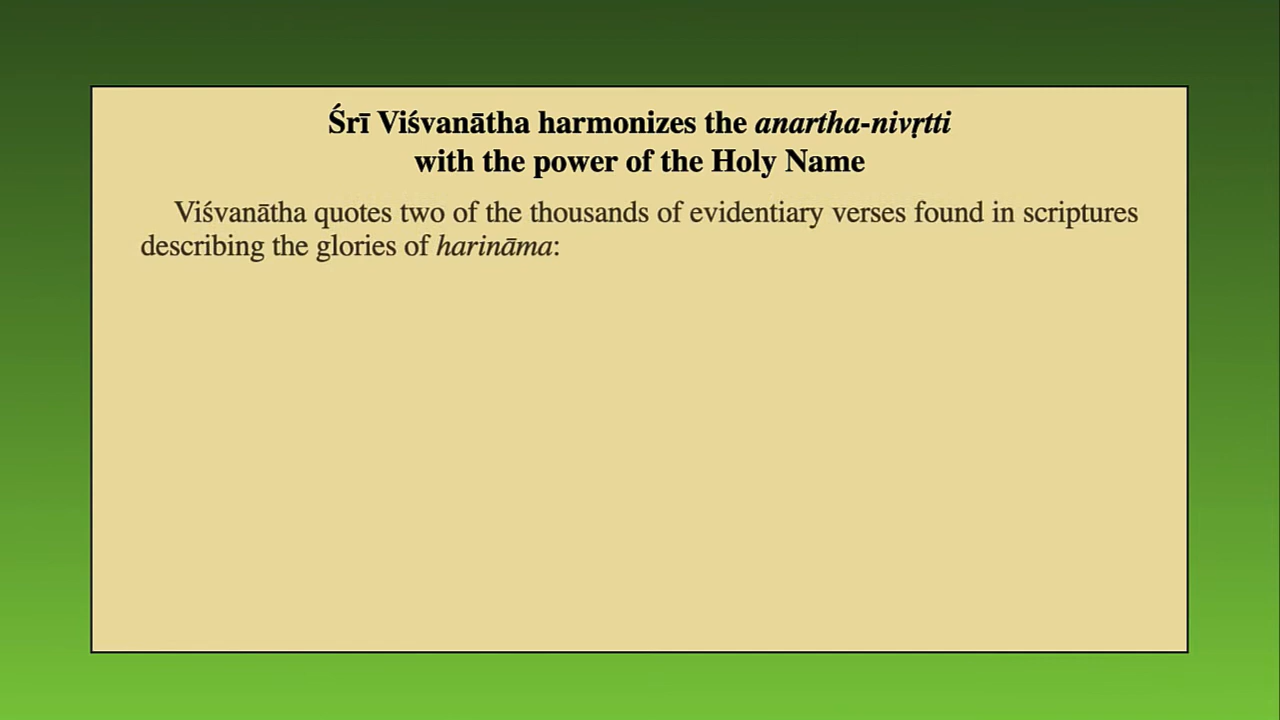 Śrī Viśvanātha harmonizes the anartha-nivṛtti
with the power of the Holy Name
Viśvanātha quotes two of the thousands of evidentiary verses found in scriptures
describing the glories of harināma: